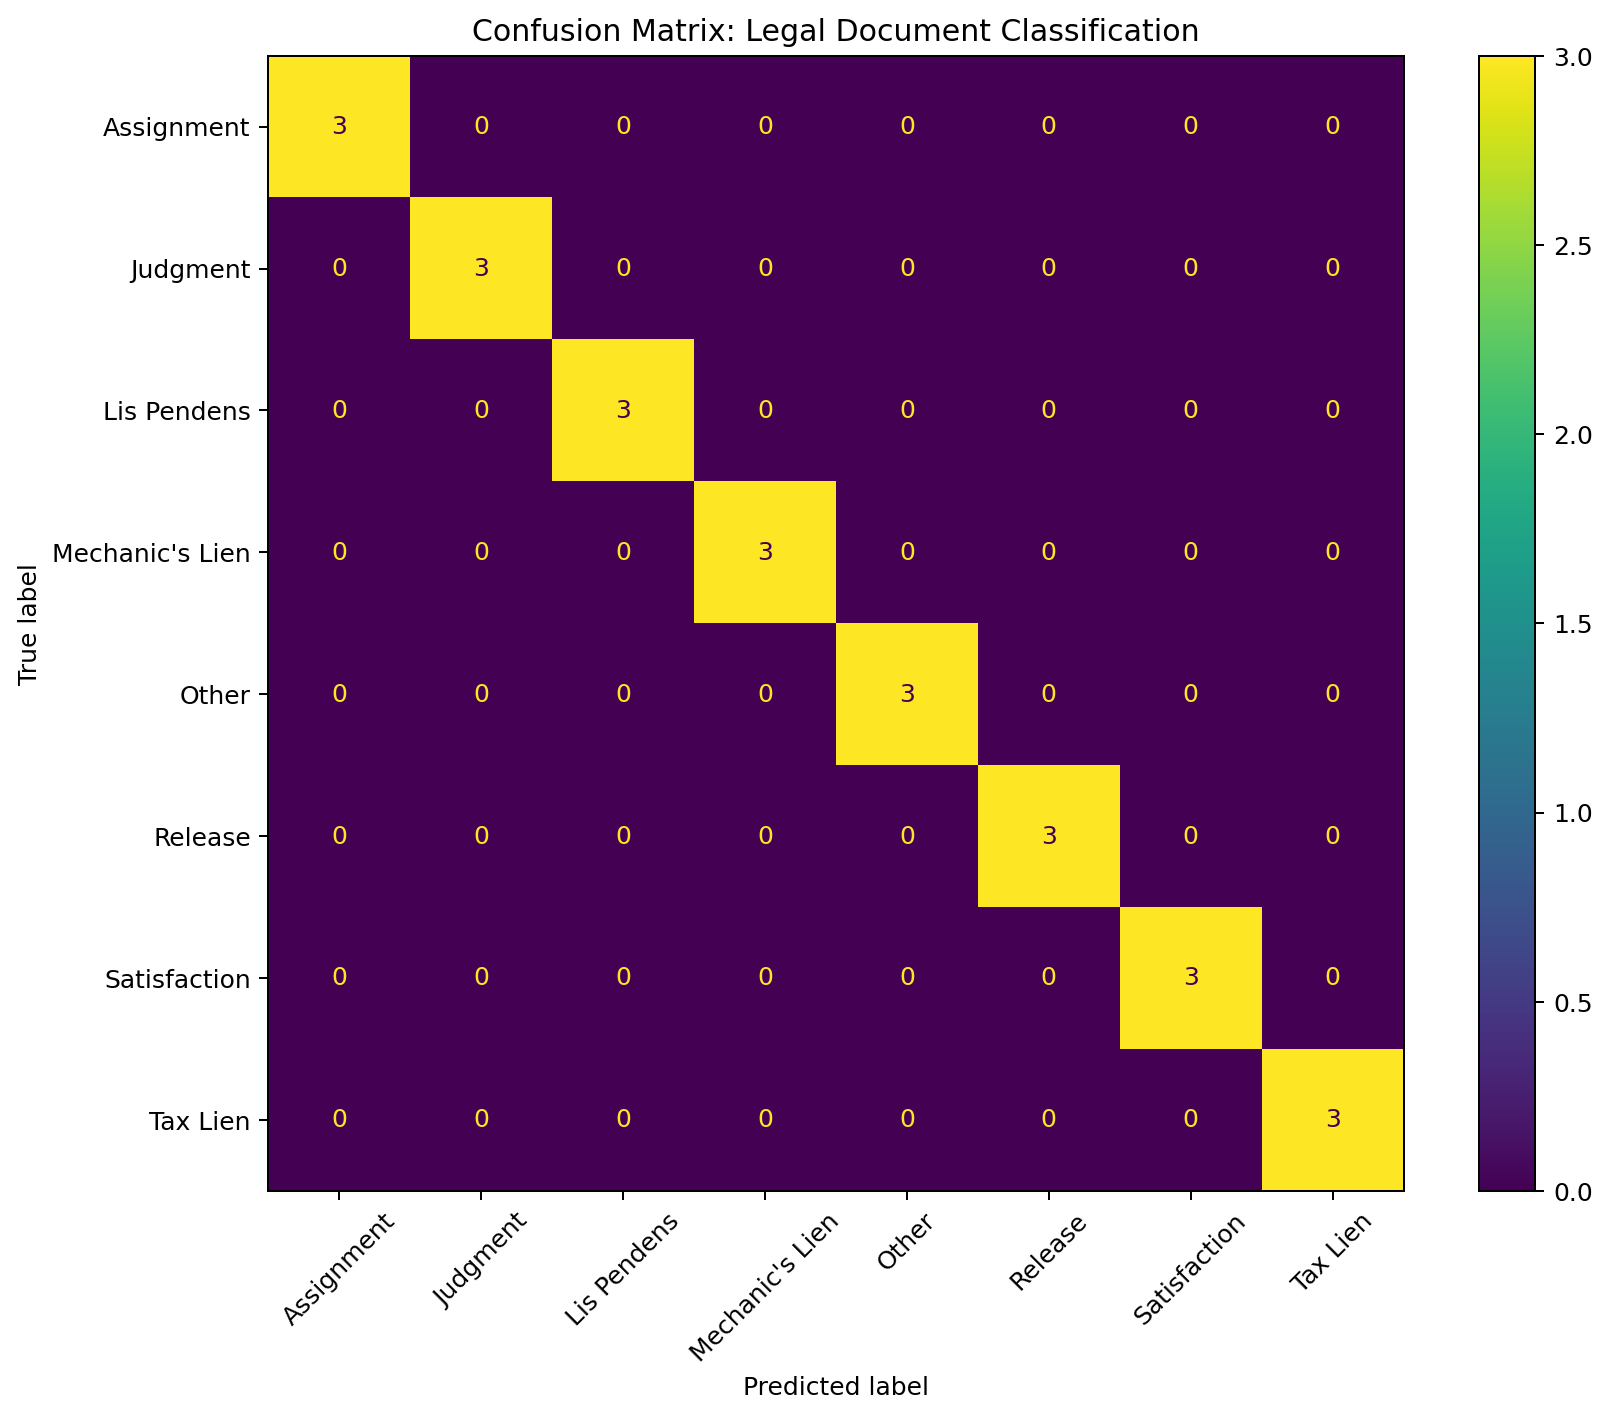 Confusion Matrix: Legal Document Classification
True label
Assignment 3 0 0 0 0 0 0 0
Judgment 0 3 0 0 0 0 0 0
Lis Pendens 0 0 3 0 0 0 0 0
Mechanic's Lien 0 0 0 3 0 0 0 0
Other 0 0 0 0 3 0 0 0
Release 0 0 0 0 0 3 0 0
Satisfaction 0 0 0 0 0 0 3 0
Tax Lien 0 0 0 0 0 0 0 3
Assignment
Judgment
Lis Pendens
Mechanic's Lien
Other
Release
Satisfaction
Tax Lien
Predicted label
3.0
2.5
2.0
1.5
1.0
0.5
0.0